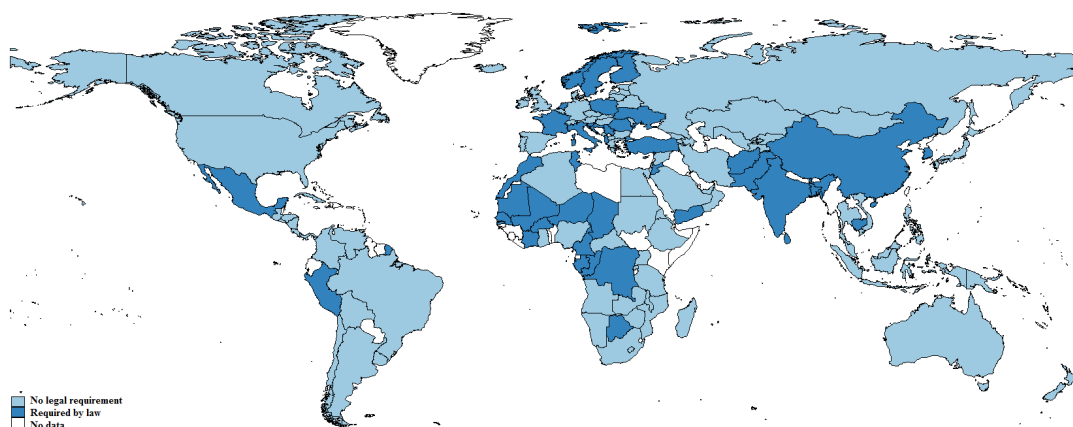 No legal requirement
Required by law
No data